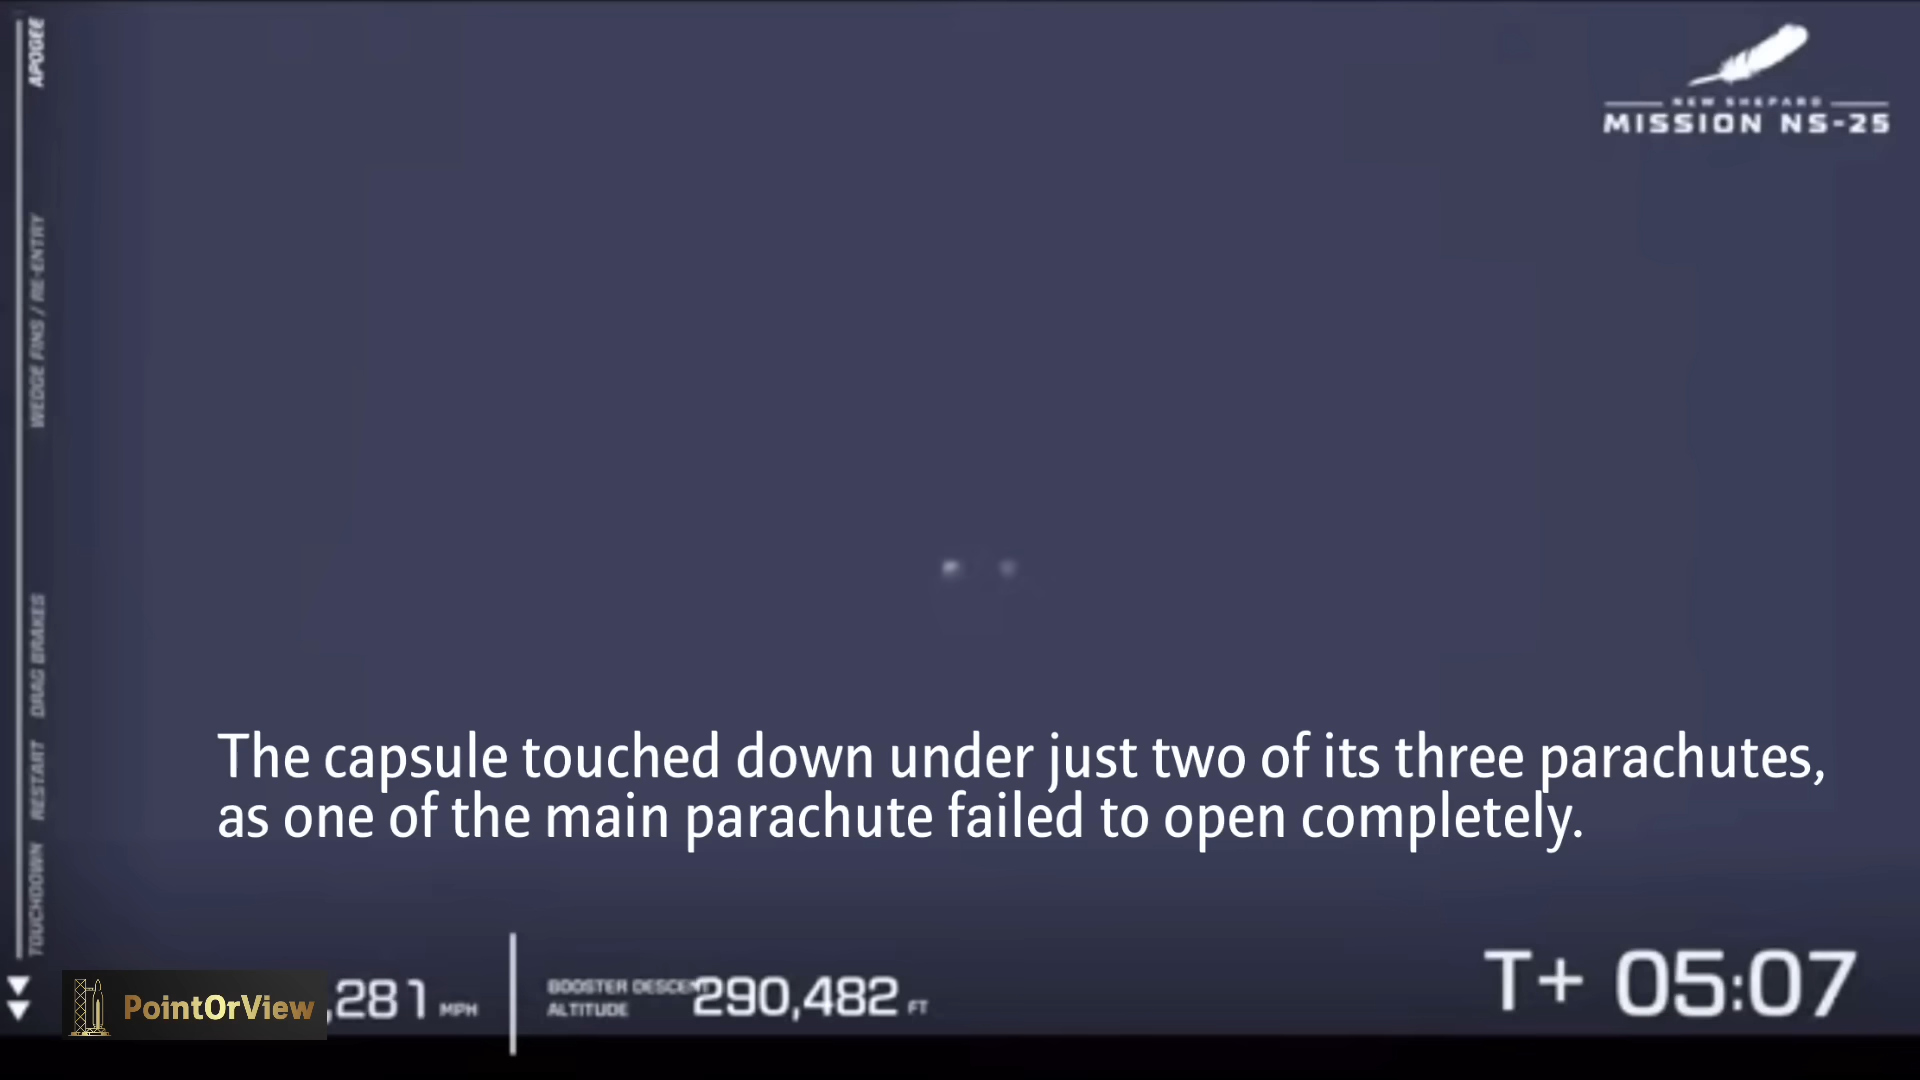 APOGEE
WEDGE FINS / RE-ENTRY
DRAG BRAKES
RESTART
TOUCHDOWN
NEW SHEPARD
MISSION NS-25
The capsule touched down under just two of its three parachutes,
as one of the main parachute failed to open completely.
PointOrView
,281 MPH
BOOSTER DESCENT
ALTITUDE
290,482 FT
T+ 05:07